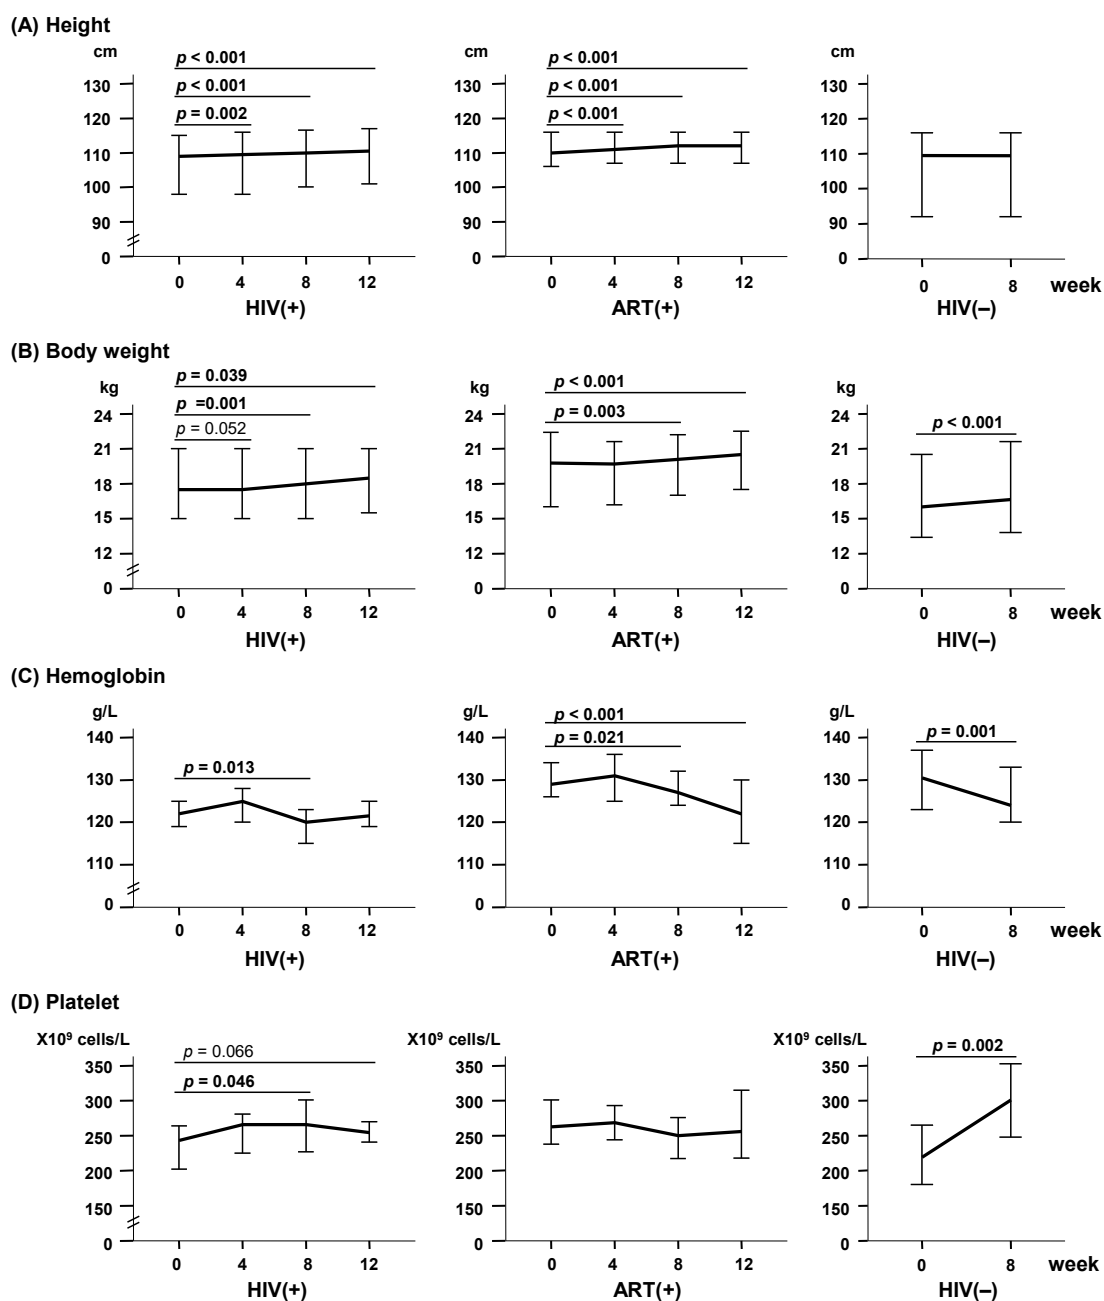 (A) Height
cm cm cm
p < 0.001 p < 0.001
p < 0.001 p < 0.001
p = 0.002 p < 0.001
130 130 130
120 120 120
110 110 110
100 100 100
90 90 90
0 0 0
0 4 8 12 0 4 8 12 0 8 week
HIV(+) ART(+) HIV(–)
(B) Body weight
kg kg kg
p = 0.039 p < 0.001
p =0.001 p = 0.003 p < 0.001
p = 0.052
24 24 24
21 21 21
18 18 18
15 15 15
12 12 12
0 0 0
0 4 8 12 0 4 8 12 0 8 week
HIV(+) ART(+) HIV(–)
(C) Hemoglobin
g/L g/L g/L
p < 0.001
p = 0.013 p = 0.021 p = 0.001
140 140 140
130 130 130
120 120 120
110 110 110
0 0 0
0 4 8 12 0 4 8 12 0 8 week
HIV(+) ART(+) HIV(–)
(D) Platelet
X10⁹ cells/L X10⁹ cells/L X10⁹ cells/L
p = 0.066 p = 0.002
p = 0.046
350 350 350
300 300 300
250 250 250
200 200 200
150 150 150
0 0 0
0 4 8 12 0 4 8 12 0 8 week
HIV(+) ART(+) HIV(–)